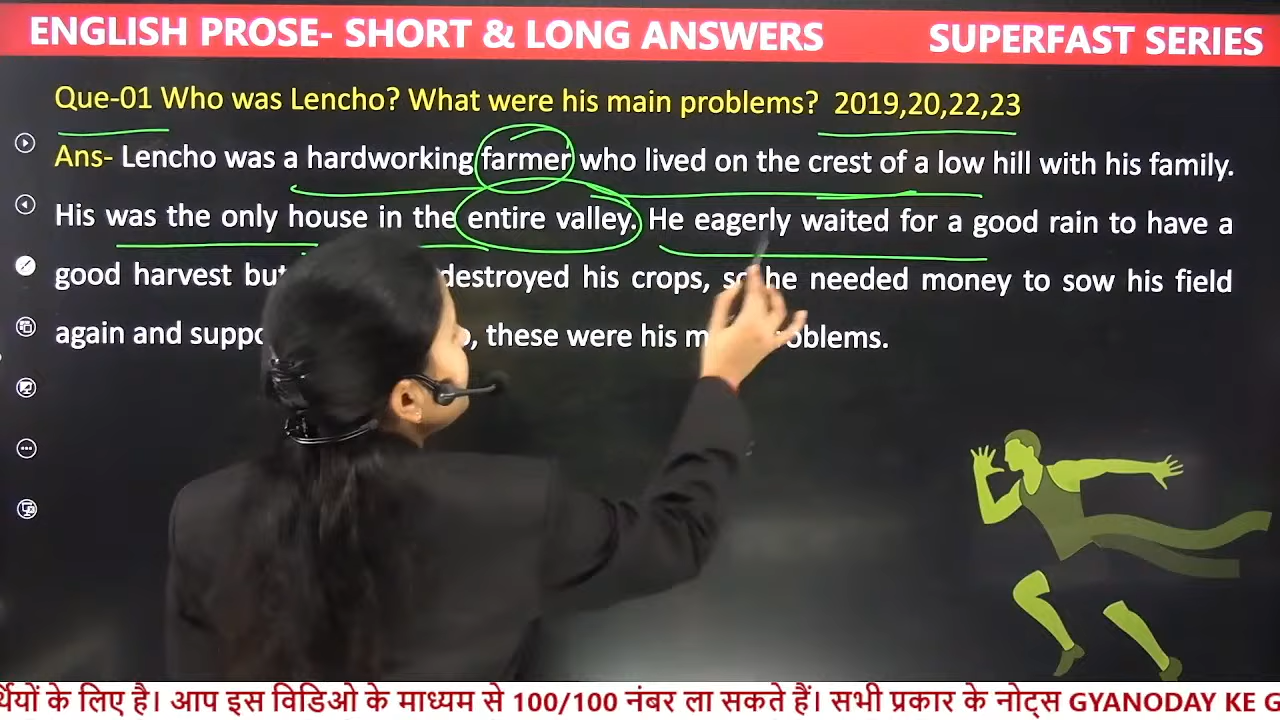 ENGLISH PROSE- SHORT & LONG ANSWERS SUPERFAST SERIES
Que-01 Who was Lencho? What were his main problems? 2019,20,22,23
Ans- Lencho was a hardworking farmer who lived on the crest of a low hill with his family.
His was the only house in the entire valley. He eagerly waited for a good rain to have a
good harvest but destroyed his crops, so he needed money to sow his field
again and these were his problems.
र्थियों के लिए है। आप इस विडिओ के माध्यम से 100/100 नंबर ला सकते हैं। सभी प्रकार के नोट्स GYANODAY KE G